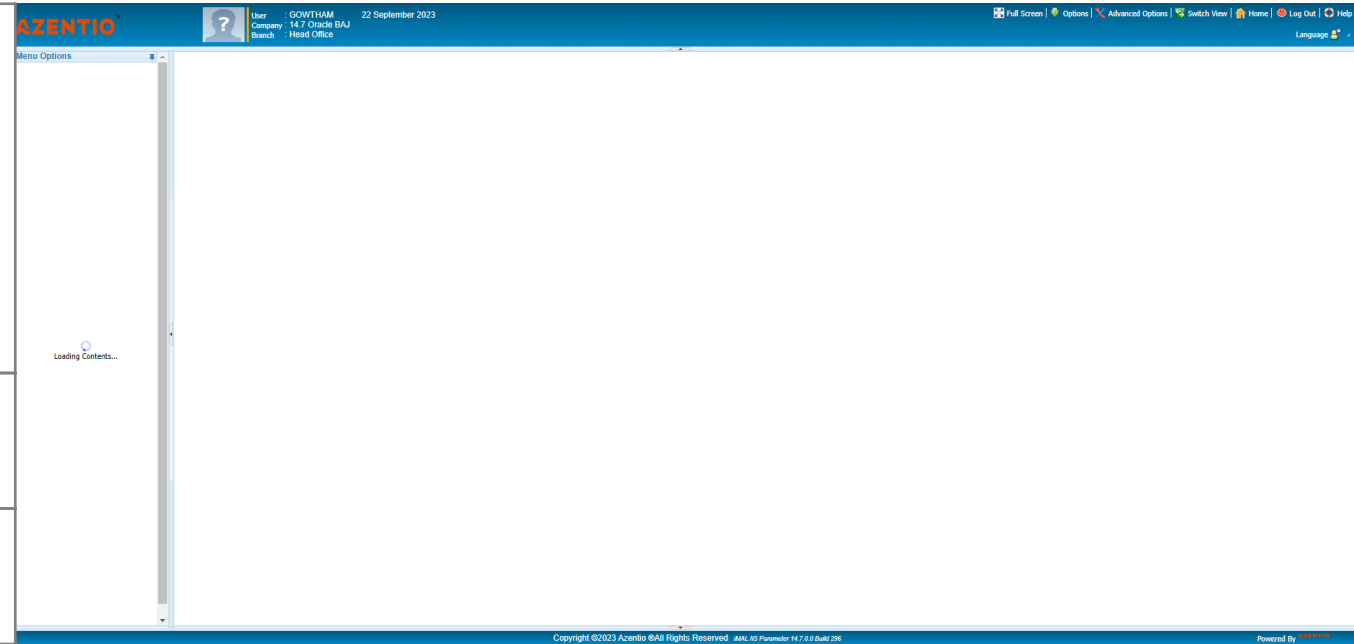 AZENTIO
User : GOWTHAM 22 September 2023
Company : 14.7 Oracle BAJ
Branch : Head Office
Full Screen | Options | Advanced Options | Switch View | Home | Log Out | Help
Language
Menu Options
Loading Contents...
Copyright ©2023 Azentio ®All Rights Reserved iMAL IIS Parameter 14.7.0.0 Build 296
Powered By AZENTIO